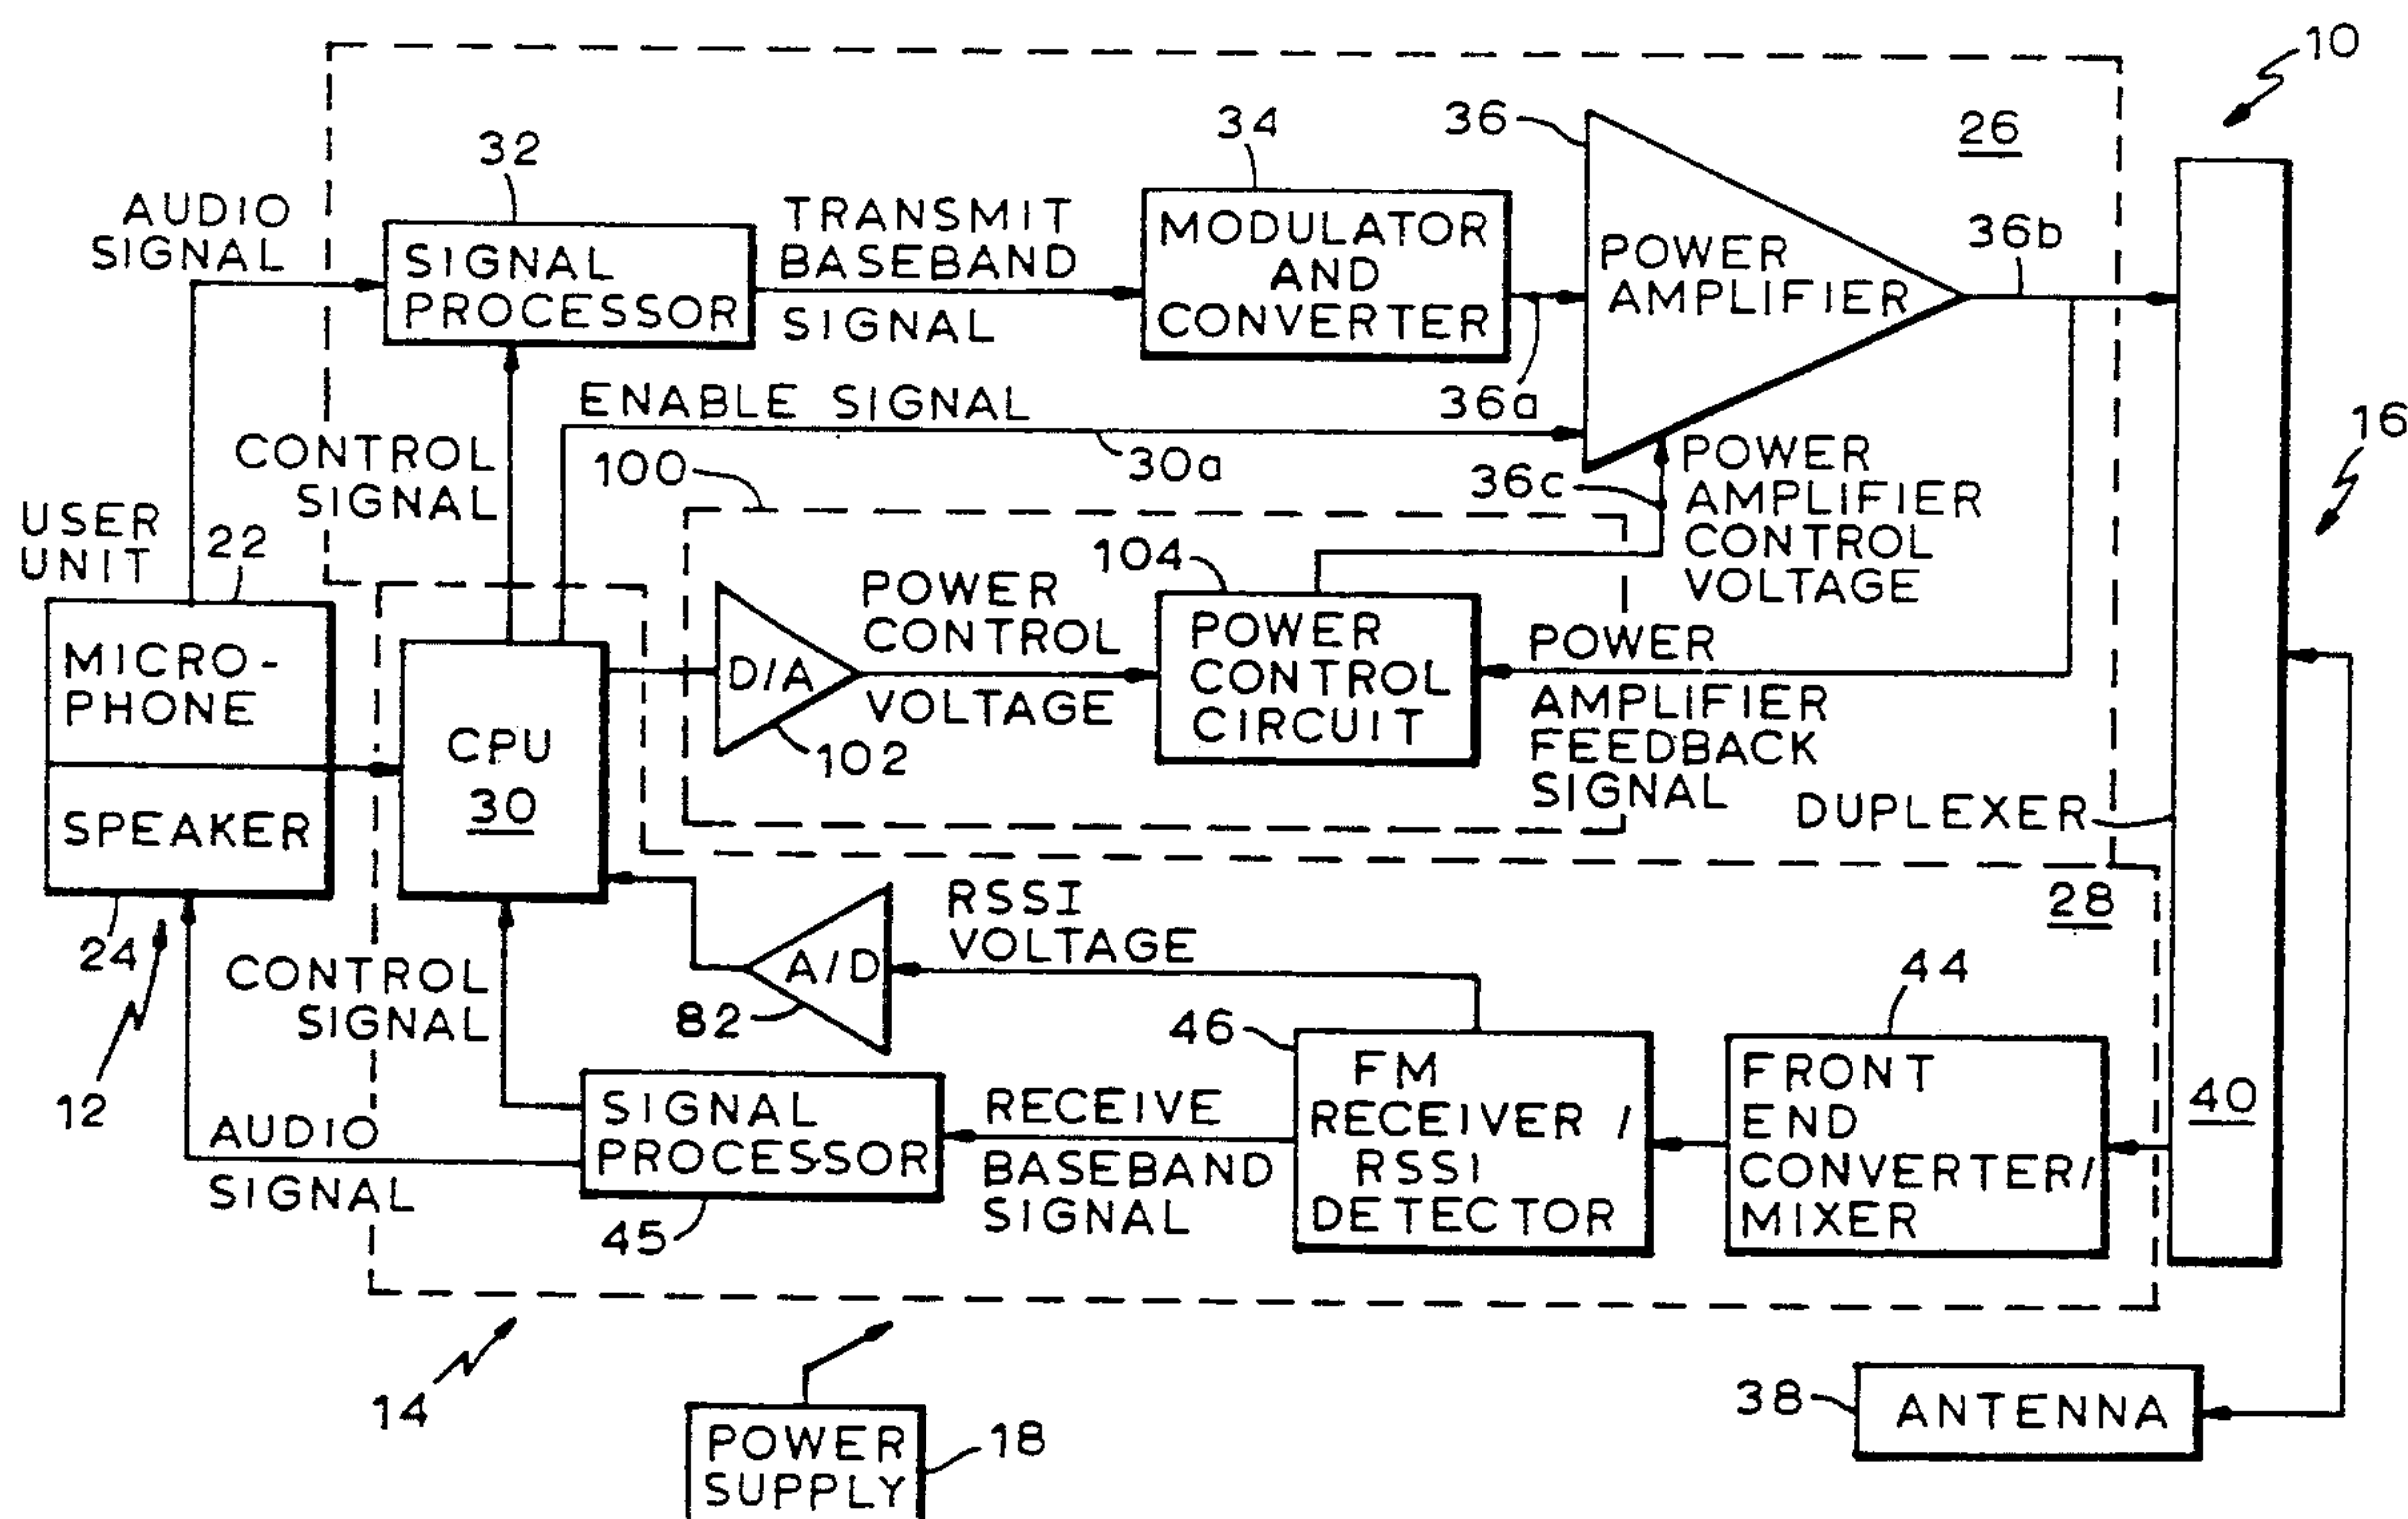 10
26
32
34
36
AUDIO
SIGNAL
SIGNAL
PROCESSOR
TRANSMIT
BASEBAND
SIGNAL
MODULATOR
AND
CONVERTER
POWER
AMPLIFIER
36b
36a
ENABLE SIGNAL
30a
CONTROL
SIGNAL
100
36c
POWER
AMPLIFIER
CONTROL
VOLTAGE
16
USER
UNIT
22
MICRO-
PHONE
SPEAKER
24
12
CPU
30
D/A
102
POWER
CONTROL
VOLTAGE
104
POWER
CONTROL
CIRCUIT
POWER
AMPLIFIER
FEEDBACK
SIGNAL
DUPLEXER
28
RSSI
VOLTAGE
A/D
82
CONTROL
SIGNAL
46
44
FM
RECEIVER/
RSSI
DETECTOR
FRONT
END
CONVERTER/
MIXER
40
AUDIO
SIGNAL
SIGNAL
PROCESSOR
45
RECEIVE
BASEBAND
SIGNAL
14
POWER
SUPPLY
18
38
ANTENNA